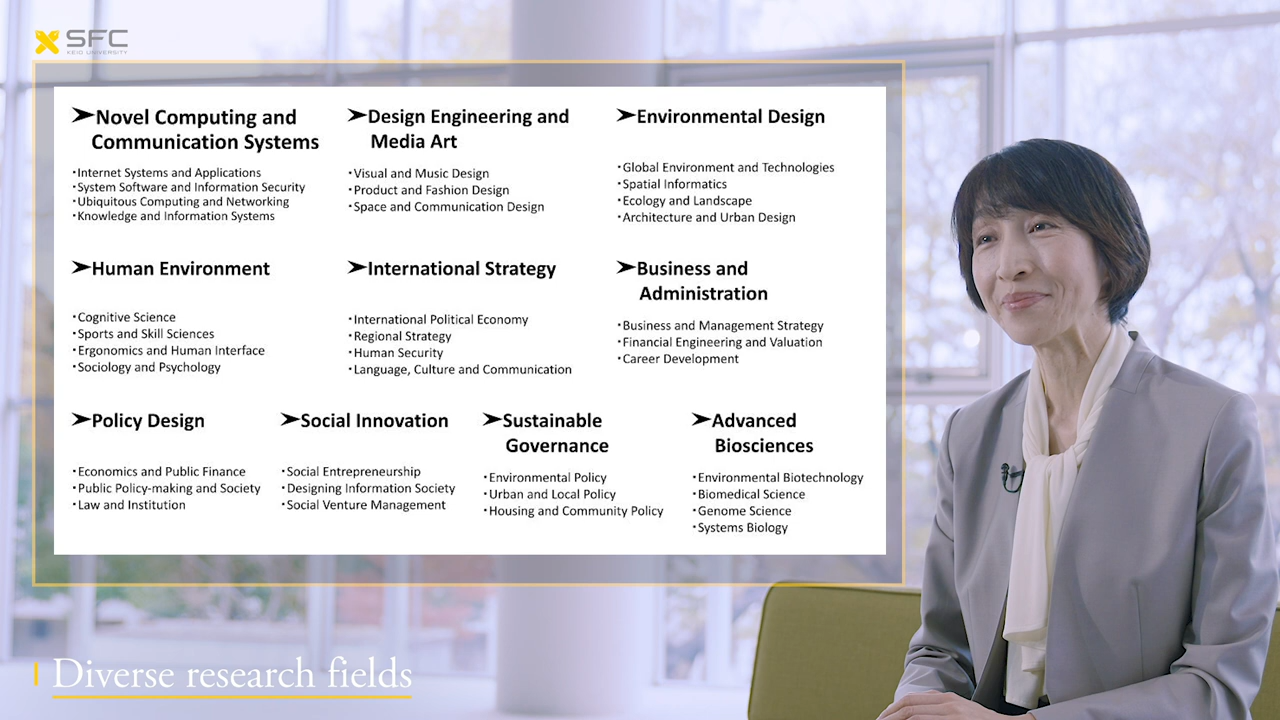 SFC
KEIO UNIVERSITY
➤Novel Computing and
Communication Systems
・Internet Systems and Applications
・System Software and Information Security
・Ubiquitous Computing and Networking
・Knowledge and Information Systems
➤Design Engineering and
Media Art
・Visual and Music Design
・Product and Fashion Design
・Space and Communication Design
➤Environmental Design
・Global Environment and Technologies
・Spatial Informatics
・Ecology and Landscape
・Architecture and Urban Design
➤Human Environment
・Cognitive Science
・Sports and Skill Sciences
・Ergonomics and Human Interface
・Sociology and Psychology
➤International Strategy
・International Political Economy
・Regional Strategy
・Human Security
・Language, Culture and Communication
➤Business and
Administration
・Business and Management Strategy
・Financial Engineering and Valuation
・Career Development
➤Policy Design
・Economics and Public Finance
・Public Policy-making and Society
・Law and Institution
➤Social Innovation
・Social Entrepreneurship
・Designing Information Society
・Social Venture Management
➤Sustainable
Governance
・Environmental Policy
・Urban and Local Policy
・Housing and Community Policy
➤Advanced
Biosciences
・Environmental Biotechnology
・Biomedical Science
・Genome Science
・Systems Biology
Diverse research fields